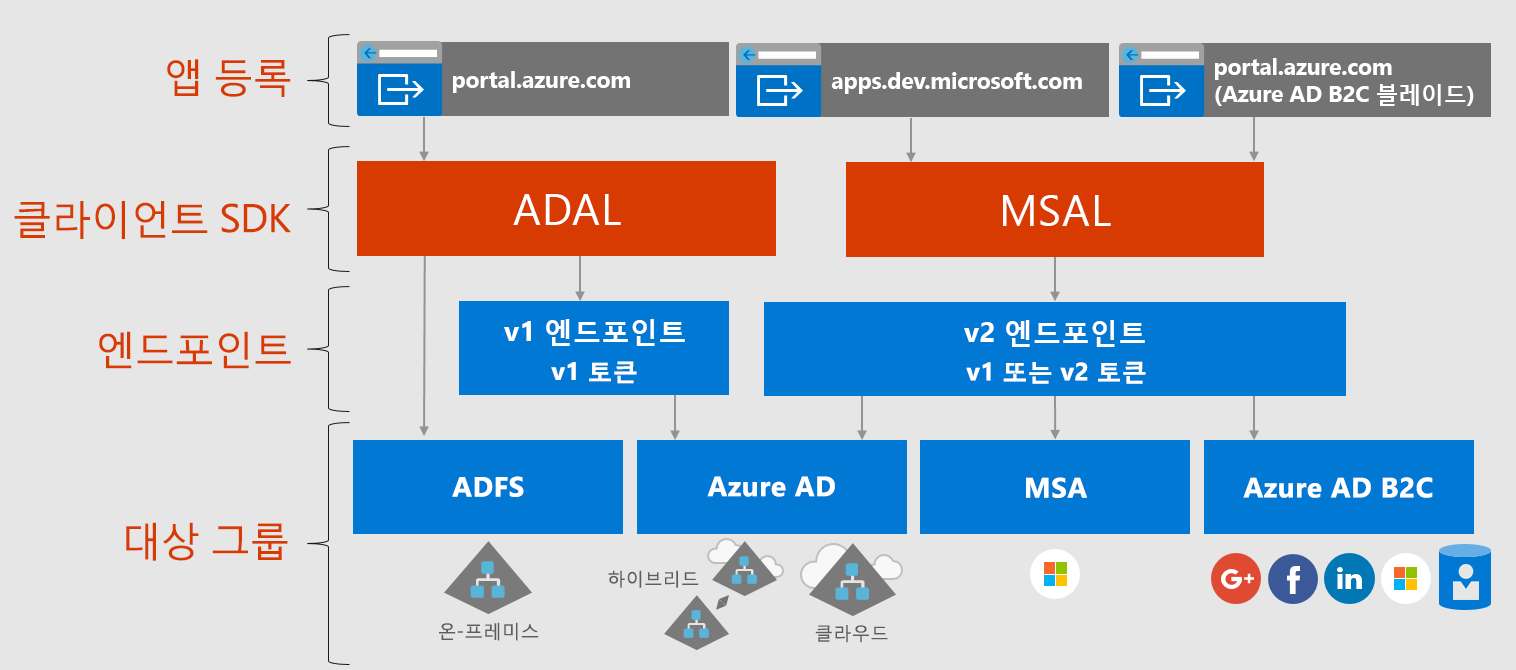 앱 등록
portal.azure.com
apps.dev.microsoft.com
portal.azure.com
(Azure AD B2C 블레이드)
클라이언트 SDK
ADAL
MSAL
엔드포인트
v1 엔드포인트
v1 토큰
v2 엔드포인트
v1 또는 v2 토큰
대상 그룹
ADFS
Azure AD
MSA
Azure AD B2C
온-프레미스
하이브리드
클라우드
G+
f
in